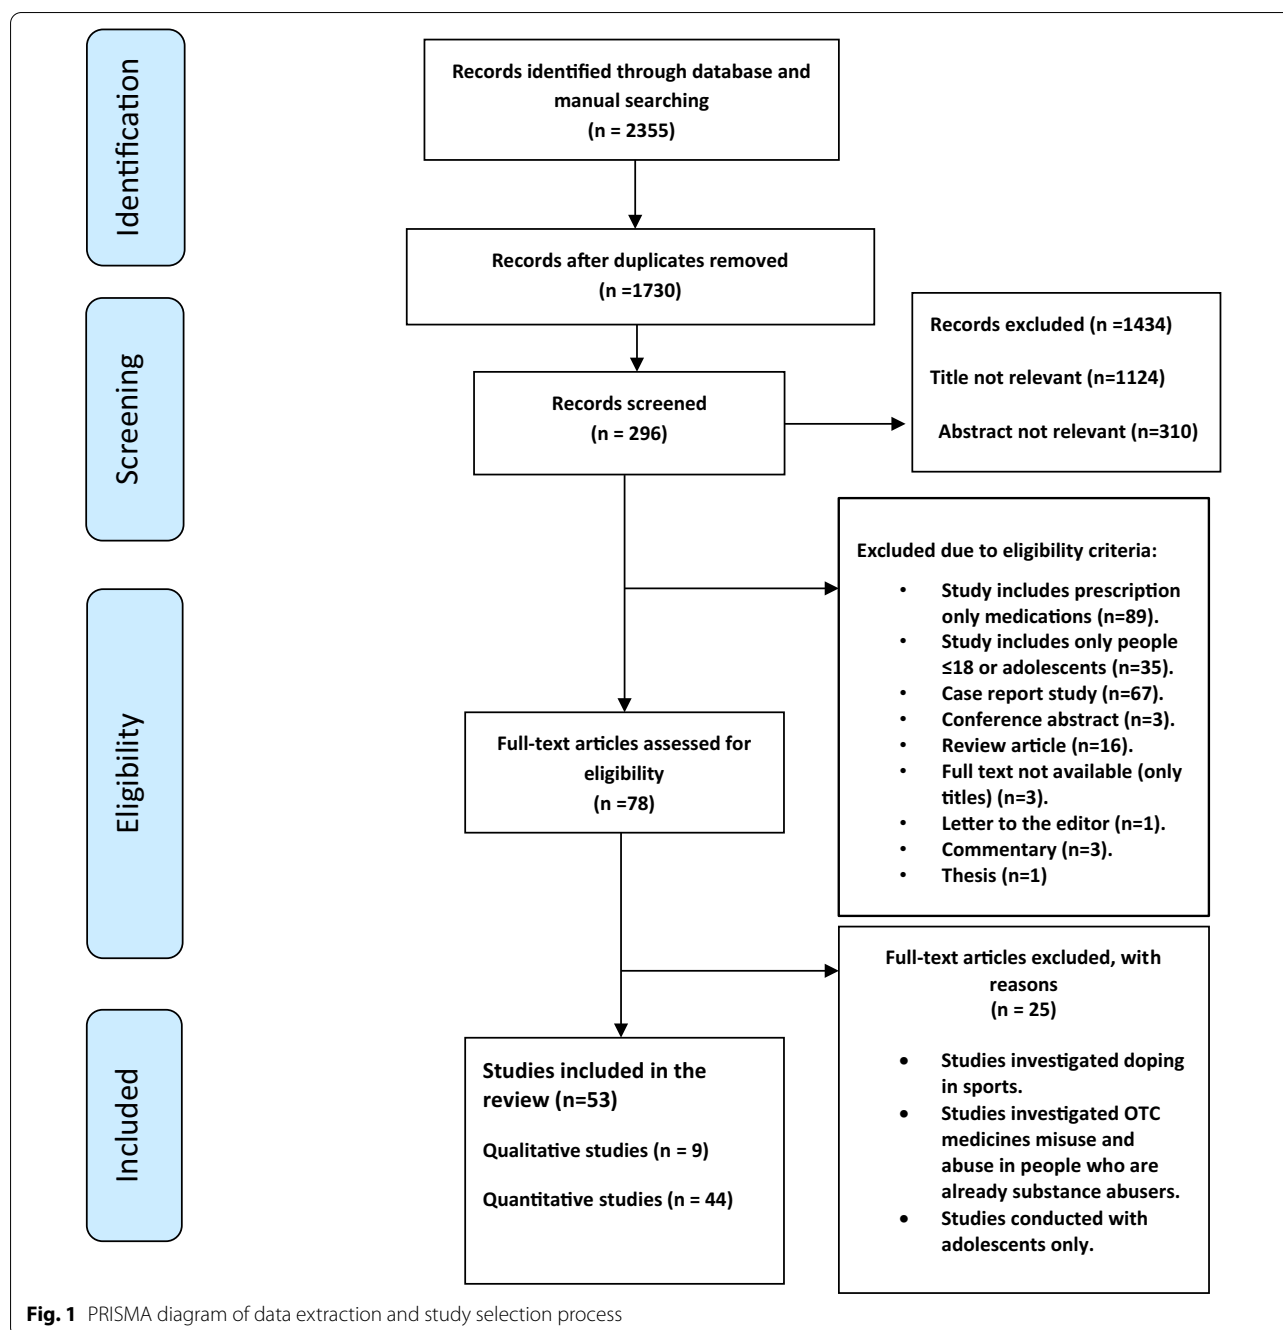 Identification
Records identified through database and
manual searching
(n = 2355)
Records after duplicates removed
(n =1730)
Screening
Records screened
(n = 296)
Records excluded (n =1434)
Title not relevant (n=1124)
Abstract not relevant (n=310)
Excluded due to eligibility criteria:
• Study includes prescription
only medications (n=89).
• Study includes only people
≤18 or adolescents (n=35).
• Case report study (n=67).
• Conference abstract (n=3).
• Review article (n=16).
• Full text not available (only
titles) (n=3).
• Letter to the editor (n=1).
• Commentary (n=3).
• Thesis (n=1)
Eligibility
Full-text articles assessed for
eligibility
(n =78)
Full-text articles excluded, with
reasons
(n = 25)
• Studies investigated doping
in sports.
• Studies investigated OTC
medicines misuse and
abuse in people who are
already substance abusers.
• Studies conducted with
adolescents only.
Included
Studies included in the
review (n=53)
Qualitative studies (n = 9)
Quantitative studies (n = 44)
Fig. 1 PRISMA diagram of data extraction and study selection process